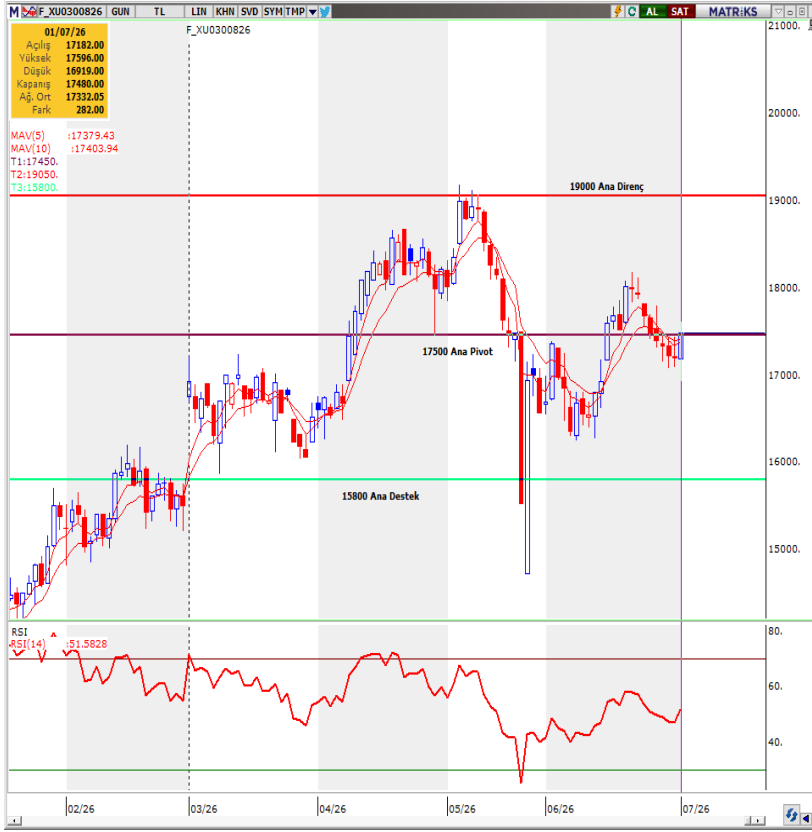 M F_XU0300826 GUN TL LIN KHN SVD SYM TMP C AL SAT MATRİKS
F_XU0300826
01/07/26
Açılış 17182.00
Yüksek 17596.00
Düşük 16919.00
Kapanış 17480.00
Ağ. Ort 17332.05
Fark 282.00
MAV(5) :17379.43
MAV(10) :17403.94
T1:17450.
T2:19050.
T3:15800.
21000.
20000.
19000 Ana Direnç
19000.
18000.
17500 Ana Pivot
17000.
16000.
15800 Ana Destek
15000.
RSI
RSI(14) :51.5828
80.
60.
40.
02/26 03/26 04/26 05/26 06/26 07/26